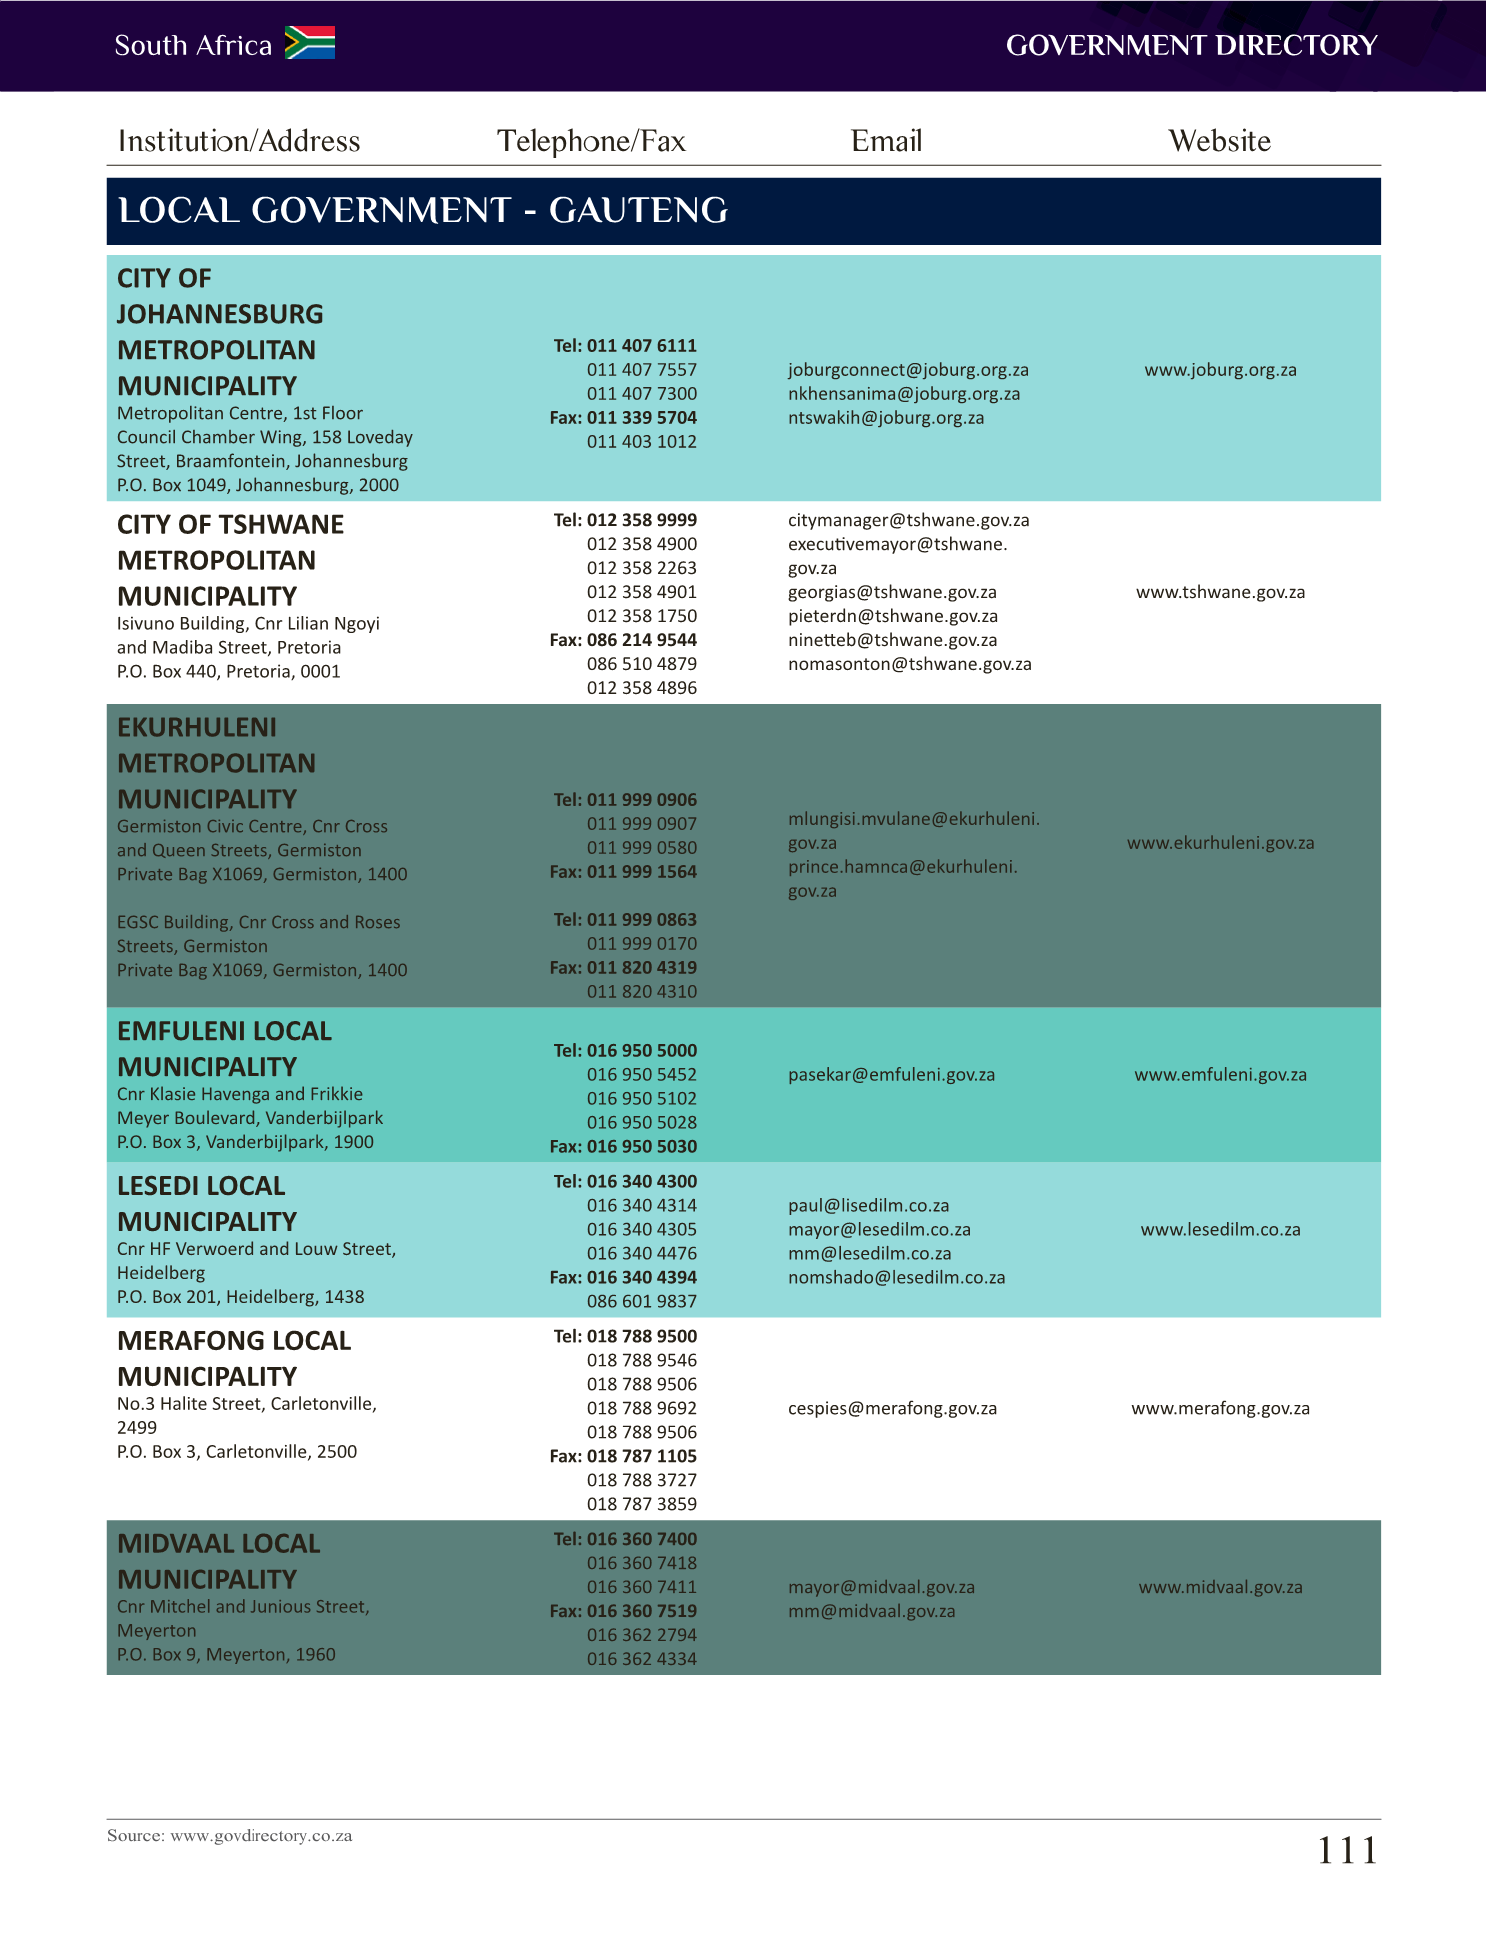 South Africa
GOVERNMENT DIRECTORY
Institution/Address Telephone/Fax Email Website
LOCAL GOVERNMENT - GAUTENG
CITY OF
JOHANNESBURG
METROPOLITAN
MUNICIPALITY
Metropolitan Centre, 1st Floor
Council Chamber Wing, 158 Loveday
Street, Braamfontein, Johannesburg
P.O. Box 1049, Johannesburg, 2000
Tel: 011 407 6111
011 407 7557
011 407 7300
Fax: 011 339 5704
011 403 1012
joburgconnect@joburg.org.za
nkhensanima@joburg.org.za
ntswakih@joburg.org.za
www.joburg.org.za
CITY OF TSHWANE
METROPOLITAN
MUNICIPALITY
Isivuno Building, Cnr Lilian Ngoyi
and Madiba Street, Pretoria
P.O. Box 440, Pretoria, 0001
Tel: 012 358 9999
012 358 4900
012 358 2263
012 358 4901
012 358 1750
Fax: 086 214 9544
086 510 4879
012 358 4896
citymanager@tshwane.gov.za
executivemayor@tshwane.
gov.za
georgias@tshwane.gov.za
pieterdn@tshwane.gov.za
ninetteb@tshwane.gov.za
nomasonton@tshwane.gov.za
www.tshwane.gov.za
EKURHULENI
METROPOLITAN
MUNICIPALITY
Germiston Civic Centre, Cnr Cross
and Queen Streets, Germiston
Private Bag X1069, Germiston, 1400
EGSC Building, Cnr Cross and Roses
Streets, Germiston
Private Bag X1069, Germiston, 1400
Tel: 011 999 0906
011 999 0907
011 999 0580
Fax: 011 999 1564
Tel: 011 999 0863
011 999 0170
Fax: 011 820 4319
011 820 4310
mlungisi.mvulane@ekurhuleni.
gov.za
prince.hamnca@ekurhuleni.
gov.za
www.ekurhuleni.gov.za
EMFULENI LOCAL
MUNICIPALITY
Cnr Klasie Havenga and Frikkie
Meyer Boulevard, Vanderbijlpark
P.O. Box 3, Vanderbijlpark, 1900
Tel: 016 950 5000
016 950 5452
016 950 5102
016 950 5028
Fax: 016 950 5030
pasekar@emfuleni.gov.za
www.emfuleni.gov.za
LESEDI LOCAL
MUNICIPALITY
Cnr HF Verwoerd and Louw Street,
Heidelberg
P.O. Box 201, Heidelberg, 1438
Tel: 016 340 4300
016 340 4314
016 340 4305
016 340 4476
Fax: 016 340 4394
086 601 9837
paul@lisedilm.co.za
mayor@lesedilm.co.za
mm@lesedilm.co.za
nomshado@lesedilm.co.za
www.lesedilm.co.za
MERAFONG LOCAL
MUNICIPALITY
No.3 Halite Street, Carletonville,
2499
P.O. Box 3, Carletonville, 2500
Tel: 018 788 9500
018 788 9546
018 788 9506
018 788 9692
018 788 9506
Fax: 018 787 1105
018 788 3727
018 787 3859
cespies@merafong.gov.za
www.merafong.gov.za
MIDVAAL LOCAL
MUNICIPALITY
Cnr Mitchel and Junious Street,
Meyerton
P.O. Box 9, Meyerton, 1960
Tel: 016 360 7400
016 360 7418
016 360 7411
Fax: 016 360 7519
016 362 2794
016 362 4334
mayor@midvaal.gov.za
mm@midvaal.gov.za
www.midvaal.gov.za
Source: www.govdirectory.co.za
111